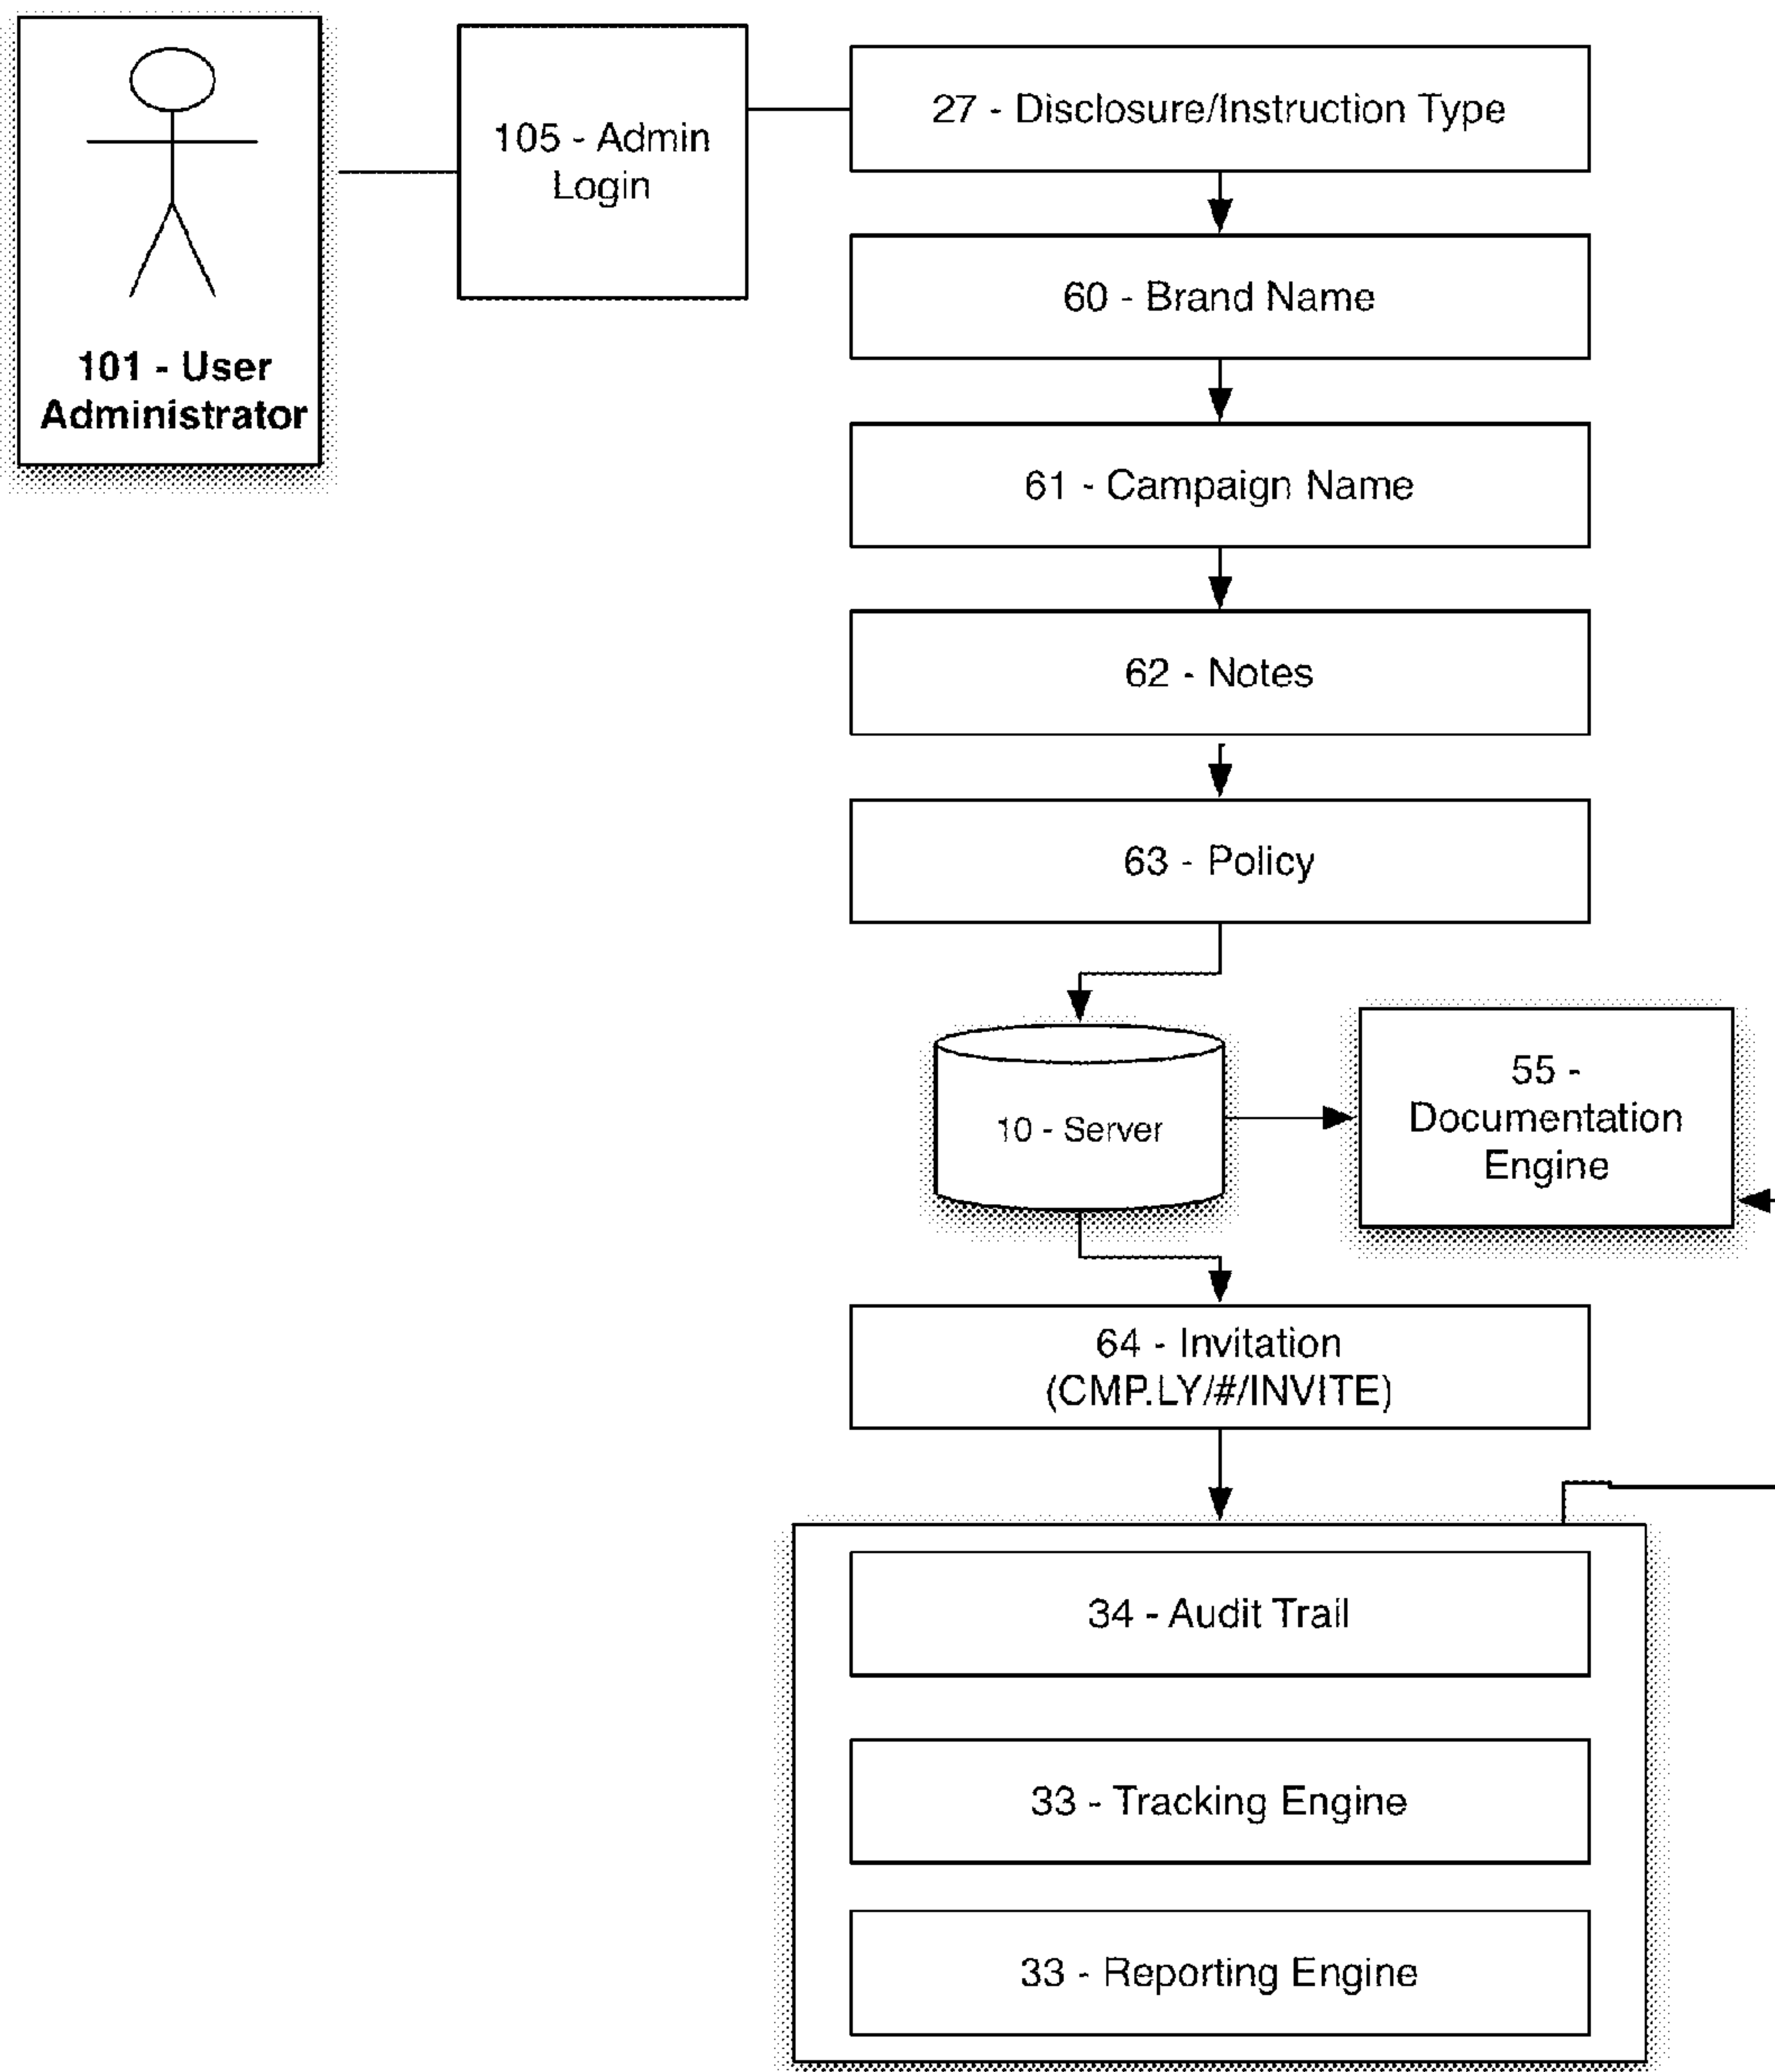 101 - User
Administrator
105 - Admin
Login
27 - Disclosure/Instruction Type
60 - Brand Name
61 - Campaign Name
62 - Notes
63 - Policy
10 - Server
55 -
Documentation
Engine
64 - Invitation
(CMP.LY/#/INVITE)
34 - Audit Trail
33 - Tracking Engine
33 - Reporting Engine